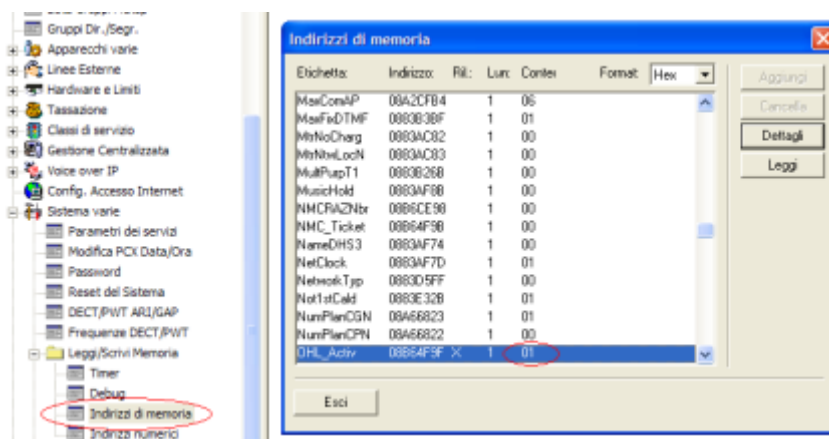 Gruppi Dir./Segr.
Apparecchi varie
Linee Esterne
Hardware e Limiti
Tassazione
Classi di servizio
Gestione Centralizzata
Voice over IP
Config. Accesso Internet
Sistema varie
Parametri dei servizi
Modifica PCX Data/Ora
Password
Reset del Sistema
DECT/PWT ARI/GAP
Frequenze DECT/PWT
Leggi/Scrivi Memoria
Timer
Debug
Indirizzi di memoria
Indirizzi numerici
Indirizzi di memoria
Etichetta: Indirizzo: Ril.: Lun: Conter Format: Hex
MaxComAP 08A2CFB4 1 06
MaxFixDTMF 0883B3BF 1 01
MtrNoCharg 0883AC82 1 00
MtrNtwLocN 0883AC83 1 00
MultPurpT1 0883B26B 1 00
MusicHold 0883AF8B 1 00
NMCRAZNbr 08B6CE98 1 00
NMC_Ticket 08B64F9B 1 00
NameDHS3 0883AF74 1 00
NetClock 0883AF7D 1 01
NetworkTyp 0883D5FF 1 00
Not1stCald 0883E32B 1 01
NumPlanCGN 08A66823 1 01
NumPlanCPN 08A66822 1 00
OHL_Activ 08B64F9F X 1 01
Aggiungi
Cancella
Dettagli
Leggi
Esci